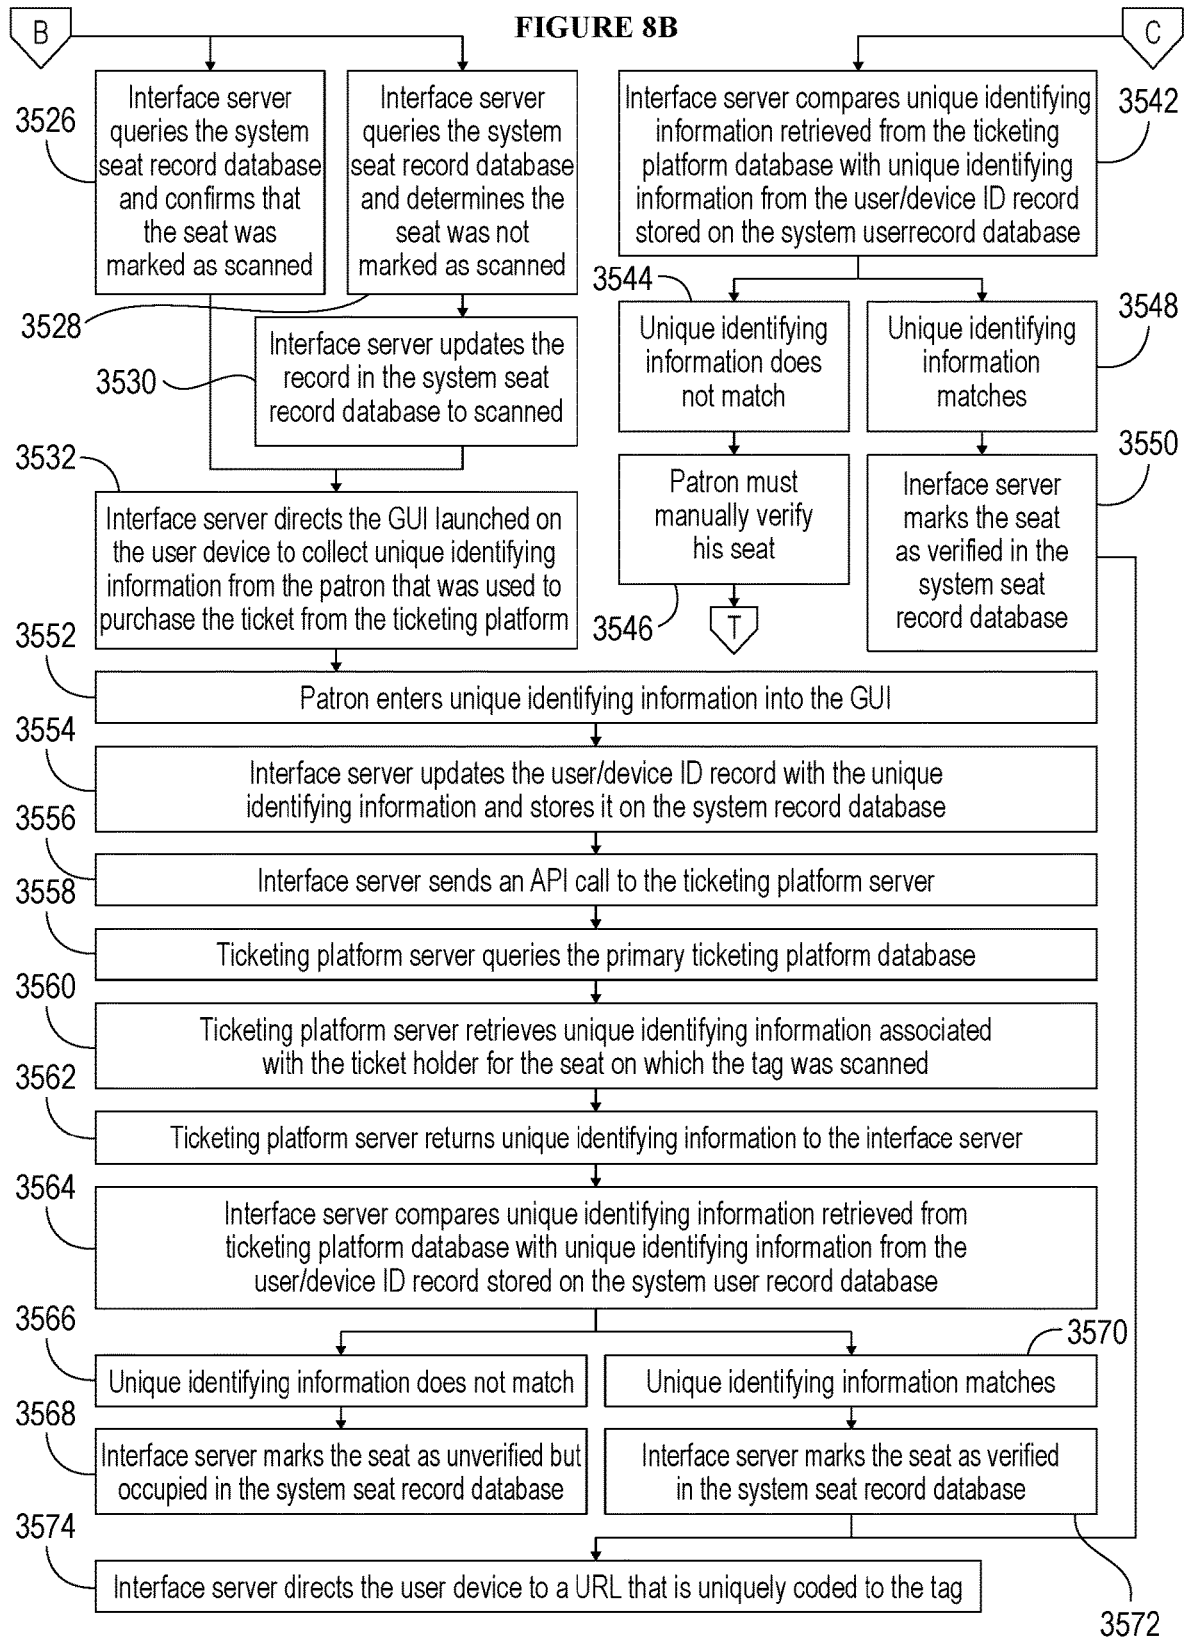 FIGURE 8B
B
C
3526
Interface server
queries the system
seat record database
and confirms that
the seat was
marked as scanned
Interface server
queries the system
seat record database
and determines the
seat was not
marked as scanned
3528
3530
Interface server updates the
record in the system seat
record database to scanned
3532
Interface server directs the GUI launched on
the user device to collect unique identifying
information from the patron that was used to
purchase the ticket from the ticketing platform
Interface server compares unique identifying
information retrieved from the ticketing
platform database with unique identifying
information from the user/device ID record
stored on the system userrecord database
3542
3544
Unique identifying
information does
not match
Patron must
manually verify
his seat
3546
T
3548
Unique identifying
information
matches
3550
Inerface server
marks the seat
as verified in the
system seat
record database
3552
Patron enters unique identifying information into the GUI
3554
Interface server updates the user/device ID record with the unique
identifying information and stores it on the system record database
3556
Interface server sends an API call to the ticketing platform server
3558
Ticketing platform server queries the primary ticketing platform database
3560
Ticketing platform server retrieves unique identifying information associated
with the ticket holder for the seat on which the tag was scanned
3562
Ticketing platform server returns unique identifying information to the interface server
3564
Interface server compares unique identifying information retrieved from
ticketing platform database with unique identifying information from the
user/device ID record stored on the system user record database
3566
Unique identifying information does not match
3570
Unique identifying information matches
3568
Interface server marks the seat as unverified but
occupied in the system seat record database
Interface server marks the seat as verified
in the system seat record database
3572
3574
Interface server directs the user device to a URL that is uniquely coded to the tag